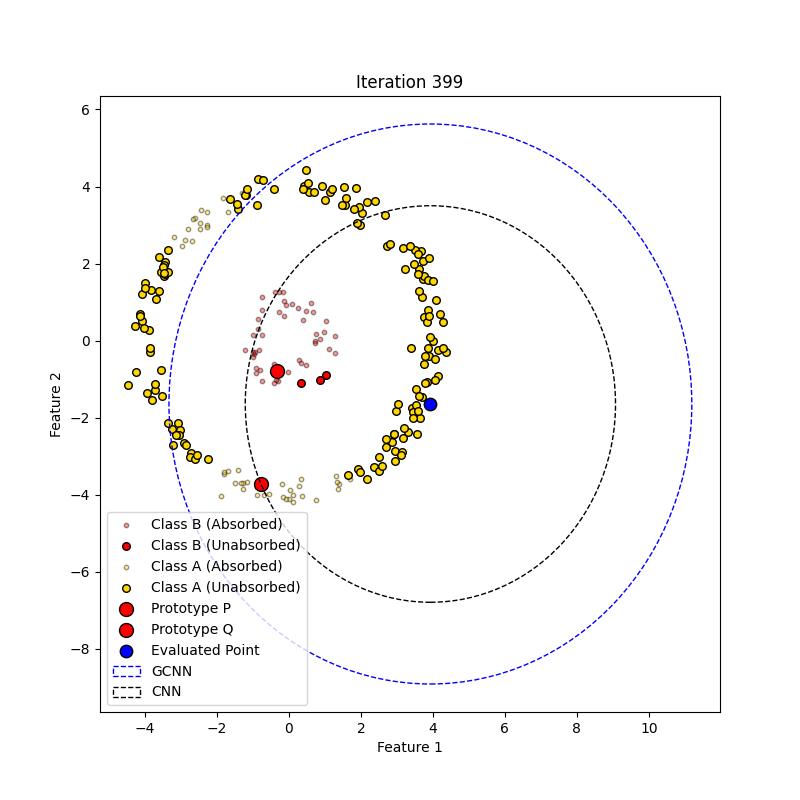 Iteration 399
6
4
2
0
−2
−4
−6
−8
Feature 2
Class B (Absorbed)
Class B (Unabsorbed)
Class A (Absorbed)
Class A (Unabsorbed)
Prototype P
Prototype Q
Evaluated Point
GCNN
CNN
−4 −2 0 2 4 6 8 10
Feature 1